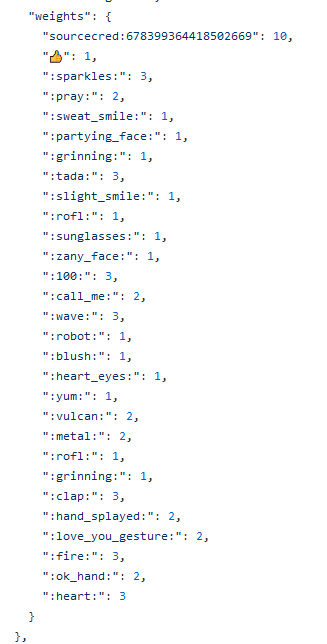 "weights": {
"sourcecred:678399364418502669": 10,
"👍": 1,
":sparkles:": 3,
":pray:": 2,
":sweat_smile:": 1,
":partying_face:": 1,
":grinning:": 1,
":tada:": 3,
":slight_smile:": 1,
":rofl:": 1,
":sunglasses:": 1,
":zany_face:": 1,
":100:": 3,
":call_me:": 2,
":wave:": 3,
":robot:": 1,
":blush:": 1,
":heart_eyes:": 1,
":yum:": 1,
":vulcan:": 2,
":metal:": 2,
":rofl:": 1,
":grinning:": 1,
":clap:": 3,
":hand_splayed:": 2,
":love_you_gesture:": 2,
":fire:": 3,
":ok_hand:": 2,
":heart:": 3
}
},